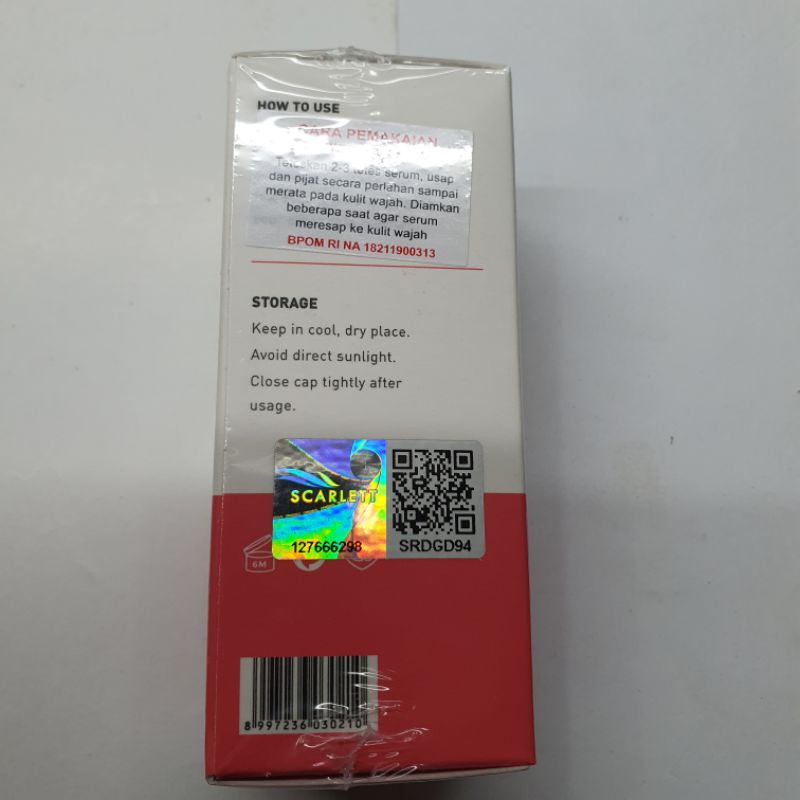 HOW TO USE
CARA PEMAKAIAN
Teteskan 2-3 tetes serum, usap
dan pijat secara perlahan sampai
merata pada kulit wajah. Diamkan
beberapa saat agar serum
meresap ke kulit wajah
BPOM RI NA 18211900313
STORAGE
Keep in cool, dry place.
Avoid direct sunlight.
Close cap tightly after
usage.
SCARLETT
127666298
SRDGD94
6M
8 997236 030210